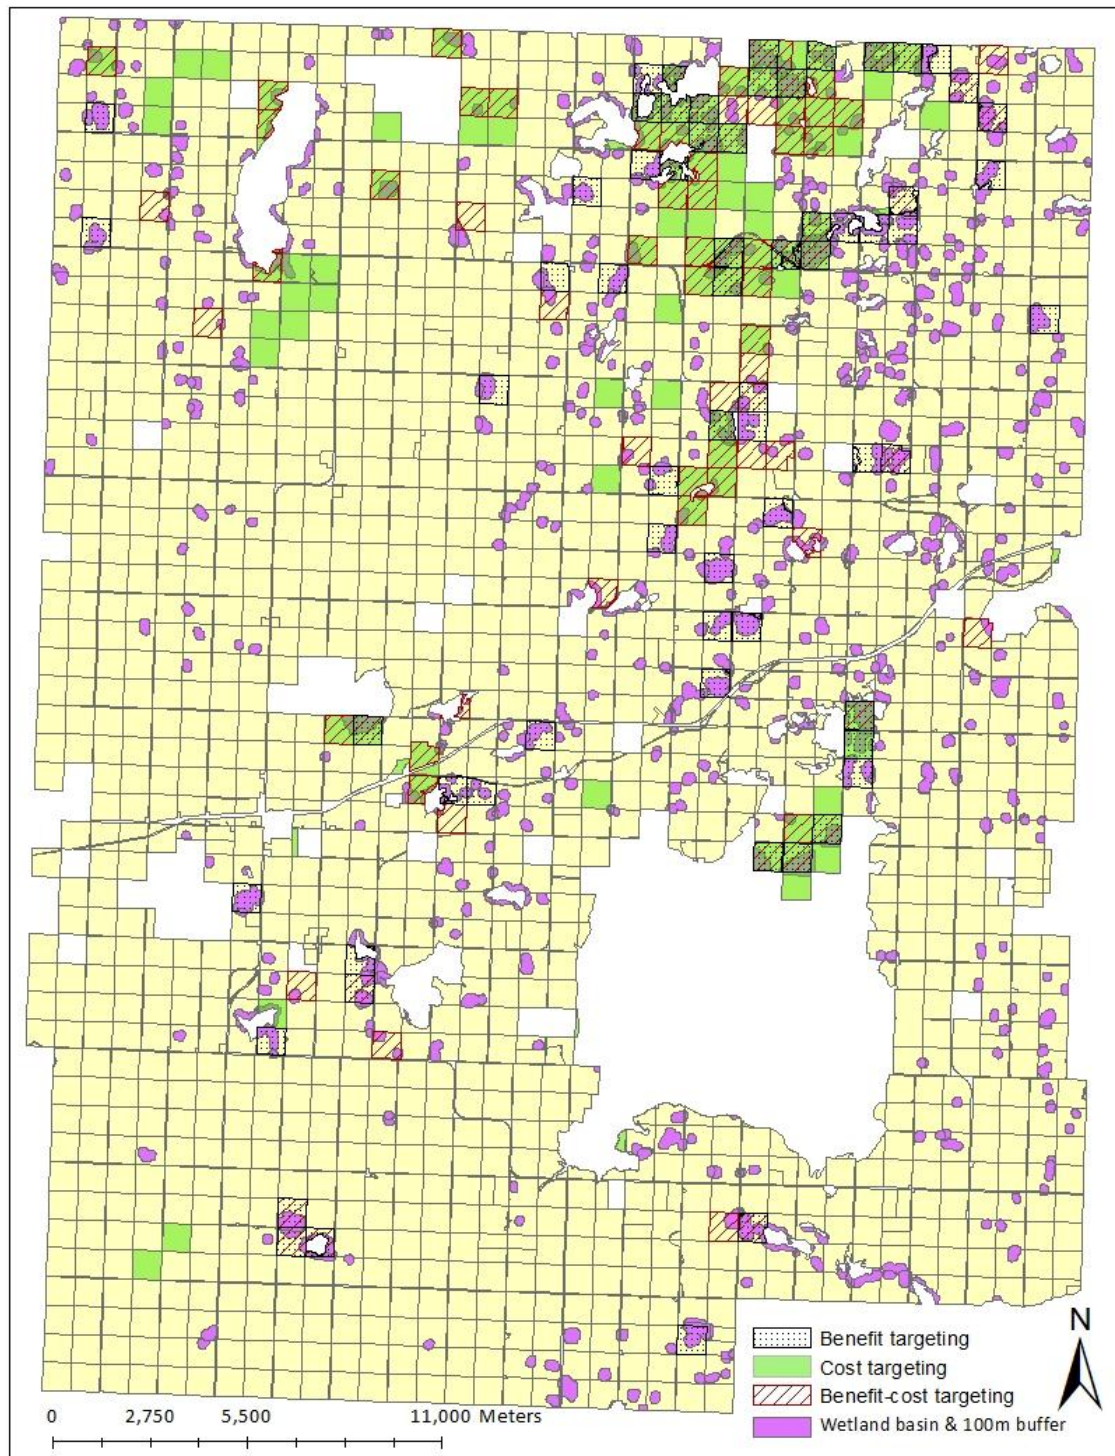 N
Benefit targeting
Cost targeting
Benefit-cost targeting
Wetland basin & 100m buffer
0 2,750 5,500 11,000 Meters